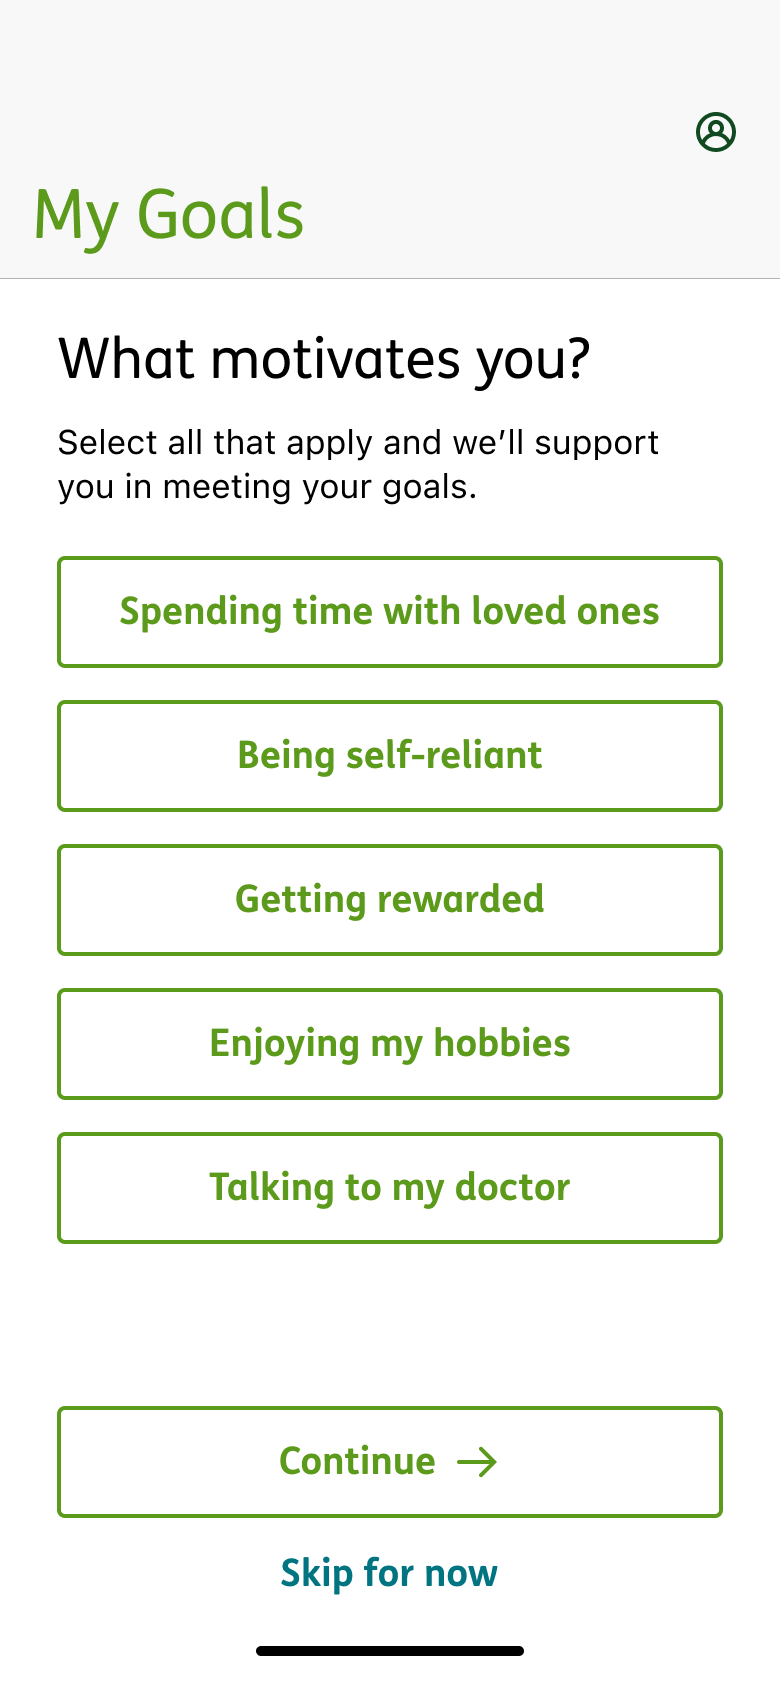 My Goals
What motivates you?
Select all that apply and we’ll support
you in meeting your goals.
Spending time with loved ones
Being self-reliant
Getting rewarded
Enjoying my hobbies
Talking to my doctor
Continue →
Skip for now